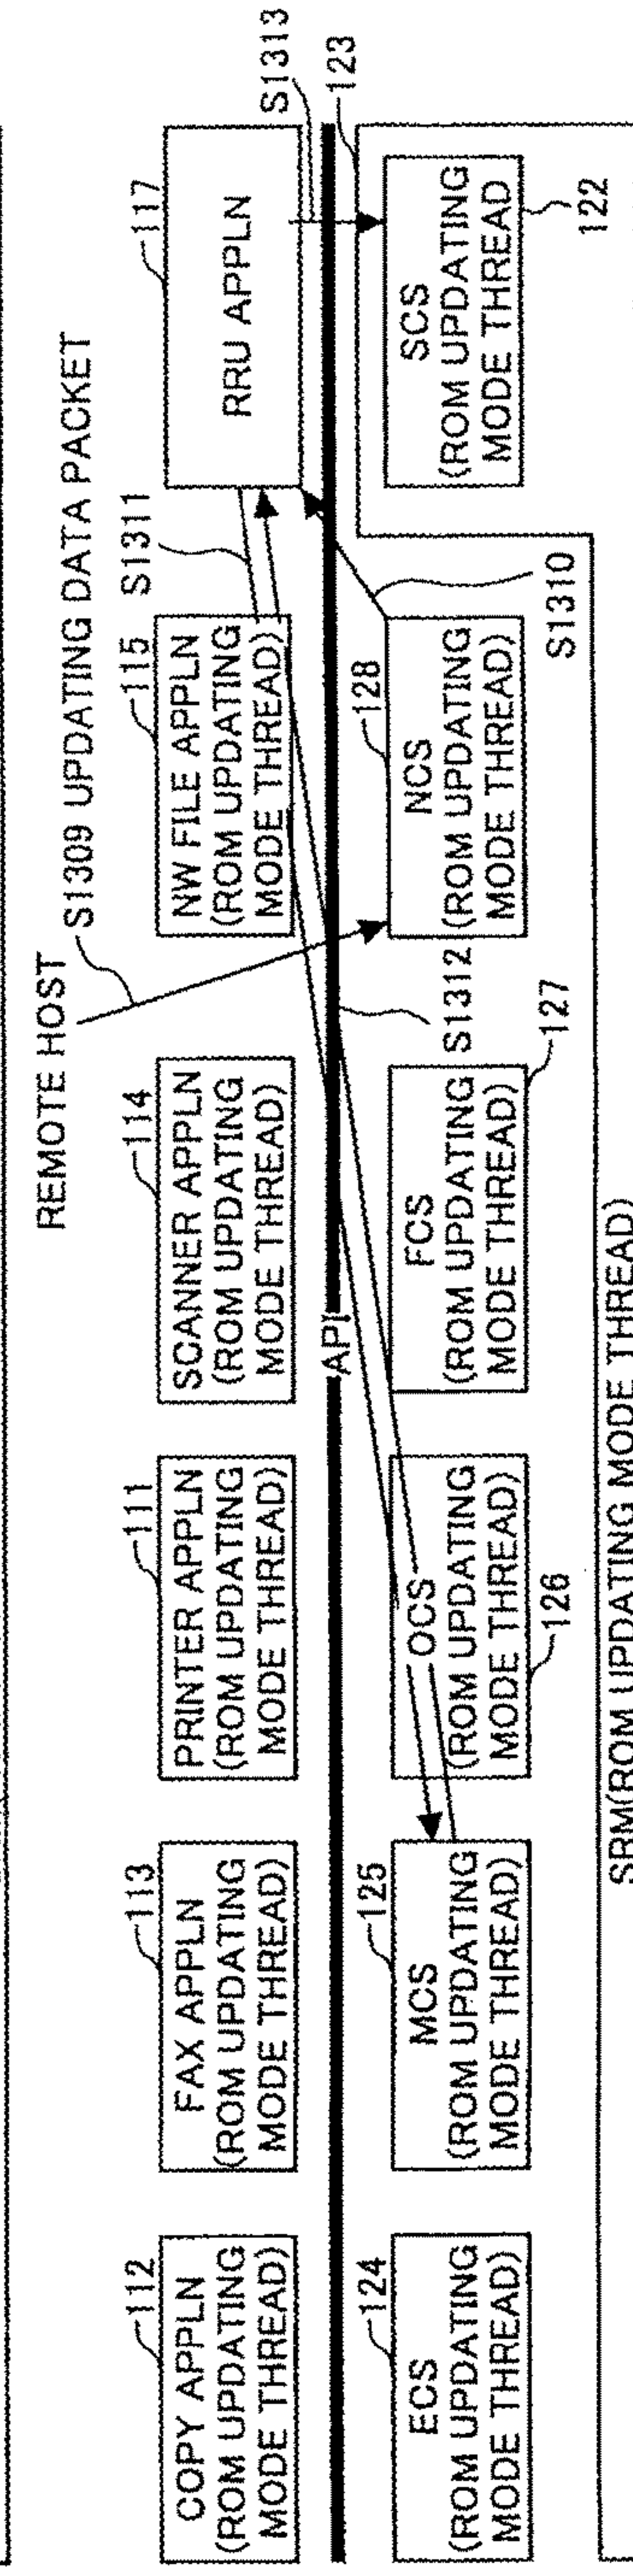 REMOTE HOST
S1309 UPDATING DATA PACKET
112
COPY APPLN
(ROM UPDATING
MODE THREAD)
113
FAX APPLN
(ROM UPDATING
MODE THREAD)
111
PRINTER APPLN
(ROM UPDATING
MODE THREAD)
114
SCANNER APPLN
(ROM UPDATING
MODE THREAD)
115
NW FILE APPLN
(ROM UPDATING
MODE THREAD)
S1311
117
RRU APPLN
S1313
API
S1312
123
124
ECS
(ROM UPDATING
MODE THREAD)
125
MCS
(ROM UPDATING
MODE THREAD)
OCS
(ROM UPDATING
MODE THREAD)
126
FCS
(ROM UPDATING
MODE THREAD)
127
128
NCS
(ROM UPDATING
MODE THREAD)
S1310
SCS
(ROM UPDATING
MODE THREAD
122
SRM(ROM UPDATING MODE THREAD)